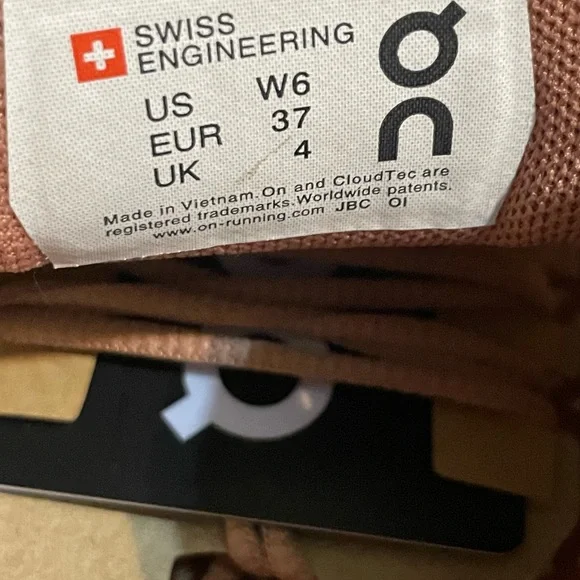 SWISS
ENGINEERING
US W6
EUR 37
UK 4
On
Made in Vietnam. On and CloudTec are
registered trademarks. Worldwide patents.
www.on-running.com JBC OI